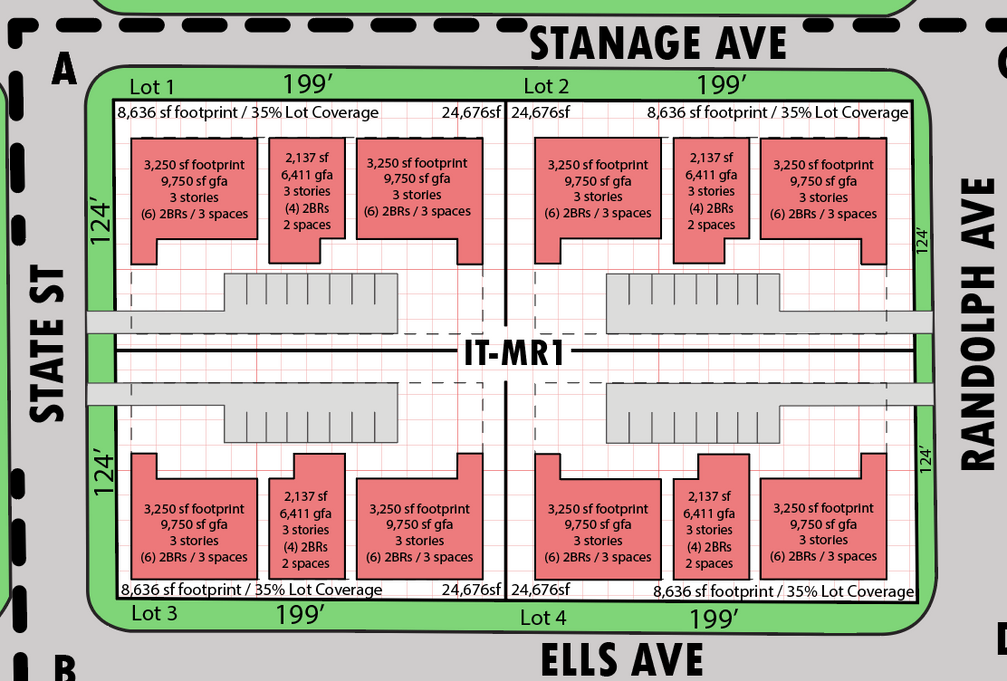 STANAGE AVE
A
Lot 1
199′
Lot 2
199′
8,636 sf footprint / 35% Lot Coverage
24,676sf
24,676sf
8,636 sf footprint / 35% Lot Coverage
3,250 sf footprint
9,750 sf gfa
3 stories
(6) 2BRs / 3 spaces
2,137 sf
6,411 gfa
3 stories
(4) 2BRs
2 spaces
3,250 sf footprint
9,750 sf gfa
3 stories
(6) 2BRs / 3 spaces
3,250 sf footprint
9,750 sf gfa
3 stories
(6) 2BRs / 3 spaces
2,137 sf
6,411 gfa
3 stories
(4) 2BRs
2 spaces
3,250 sf footprint
9,750 sf gfa
3 stories
(6) 2BRs / 3 spaces
124′
124′
STATE ST
IT-MR1
RANDOLPH AVE
124′
124′
3,250 sf footprint
9,750 sf gfa
3 stories
(6) 2BRs / 3 spaces
2,137 sf
6,411 gfa
3 stories
(4) 2BRs
2 spaces
3,250 sf footprint
9,750 sf gfa
3 stories
(6) 2BRs / 3 spaces
3,250 sf footprint
9,750 sf gfa
3 stories
(6) 2BRs / 3 spaces
2,137 sf
6,411 gfa
3 stories
(4) 2BRs
2 spaces
3,250 sf footprint
9,750 sf gfa
3 stories
(6) 2BRs / 3 spaces
8,636 sf footprint / 35% Lot Coverage
24,676sf
24,676sf
8,636 sf footprint / 35% Lot Coverage
Lot 3
199′
Lot 4
199′
B
ELLS AVE